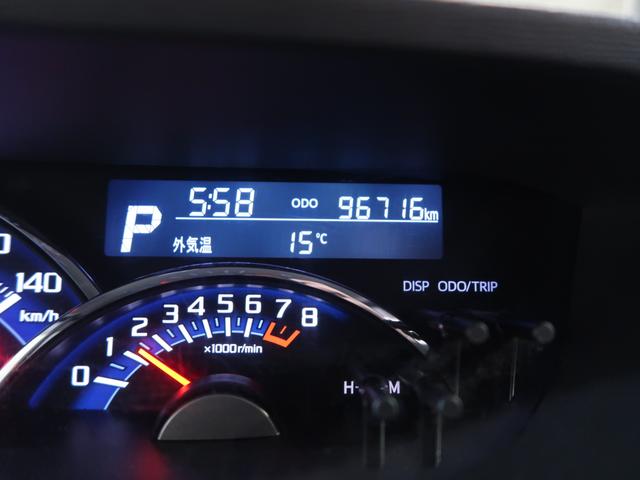 5:58 ODO 96716km
P
外気温 15℃
DISP ODO/TRIP
140
km/h
0 1 2 3 4 5 6 7 8
×1000r/min
H M